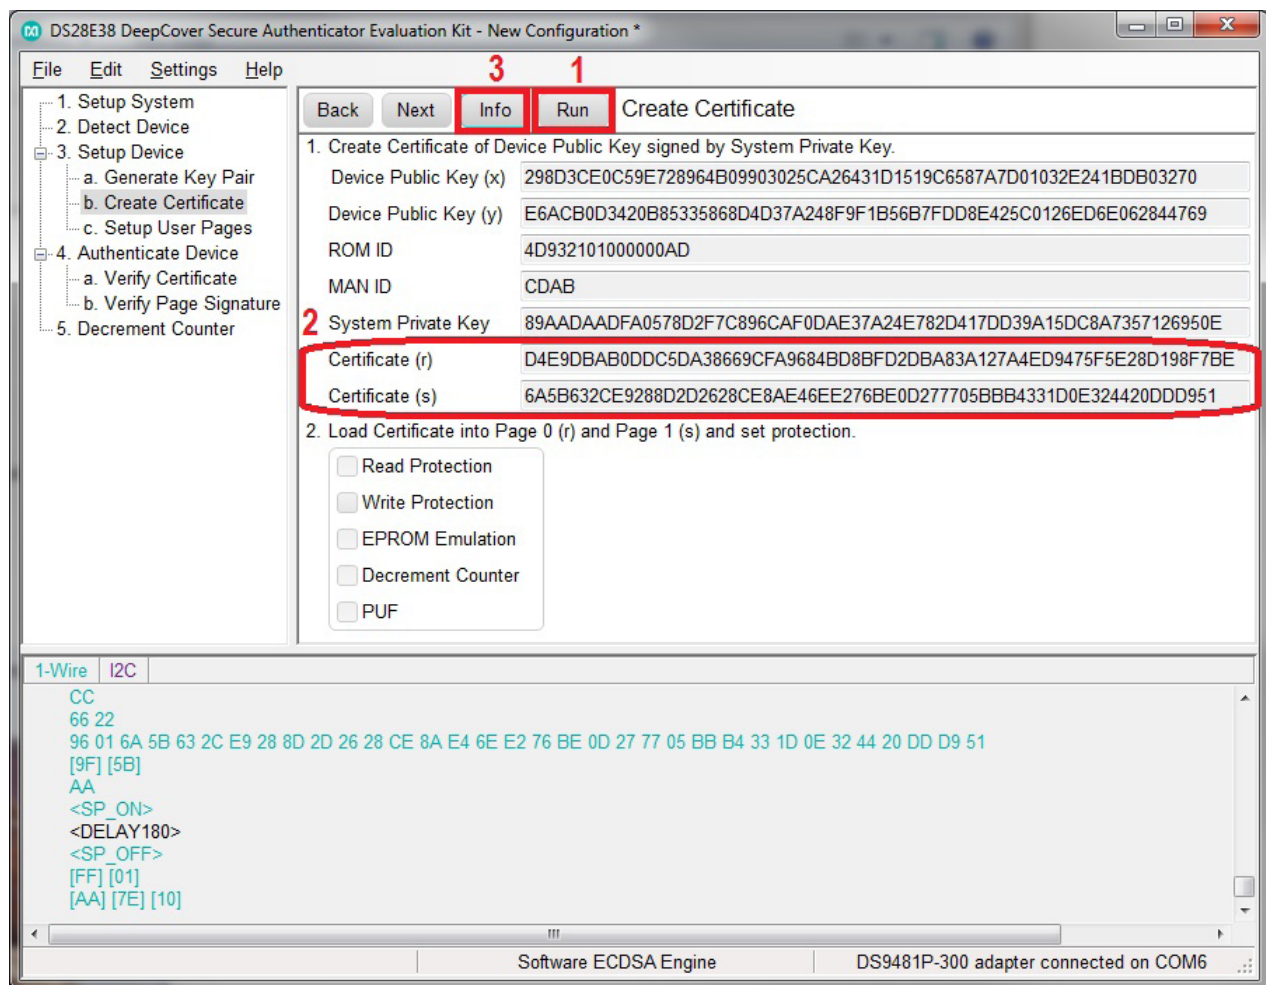 DS28E38 DeepCover Secure Authenticator Evaluation Kit - New Configuration *
File Edit Settings Help
3 1
1. Setup System
2. Detect Device
3. Setup Device
a. Generate Key Pair
b. Create Certificate
c. Setup User Pages
4. Authenticate Device
a. Verify Certificate
b. Verify Page Signature
5. Decrement Counter
Back Next Info Run Create Certificate
1. Create Certificate of Device Public Key signed by System Private Key.
Device Public Key (x) 298D3CE0C59E728964B09903025CA26431D1519C6587A7D01032E241BDB03270
Device Public Key (y) E6ACB0D3420B85335868D4D37A248F9F1B56B7FDD8E425C0126ED6E062844769
ROM ID 4D932101000000AD
MAN ID CDAB
2 System Private Key 89AADAADFA0578D2F7C896CAF0DAE37A24E782D417DD39A15DC8A7357126950E
Certificate (r) D4E9DBAB0DDC5DA38669CFA9684BD8BFD2DBA83A127A4ED9475F5E28D198F7BE
Certificate (s) 6A5B632CE9288D2D2628CE8AE46EE276BE0D277705BBB4331D0E324420DDD951
2. Load Certificate into Page 0 (r) and Page 1 (s) and set protection.
Read Protection
Write Protection
EPROM Emulation
Decrement Counter
PUF
1-Wire I2C
CC
66 22
96 01 6A 5B 63 2C E9 28 8D 2D 26 28 CE 8A E4 6E E2 76 BE 0D 27 77 05 BB B4 33 1D 0E 32 44 20 DD D9 51
[9F] [5B]
AA
<SP_ON>
<DELAY180>
<SP_OFF>
[FF] [01]
[AA] [7E] [10]
Software ECDSA Engine DS9481P-300 adapter connected on COM6